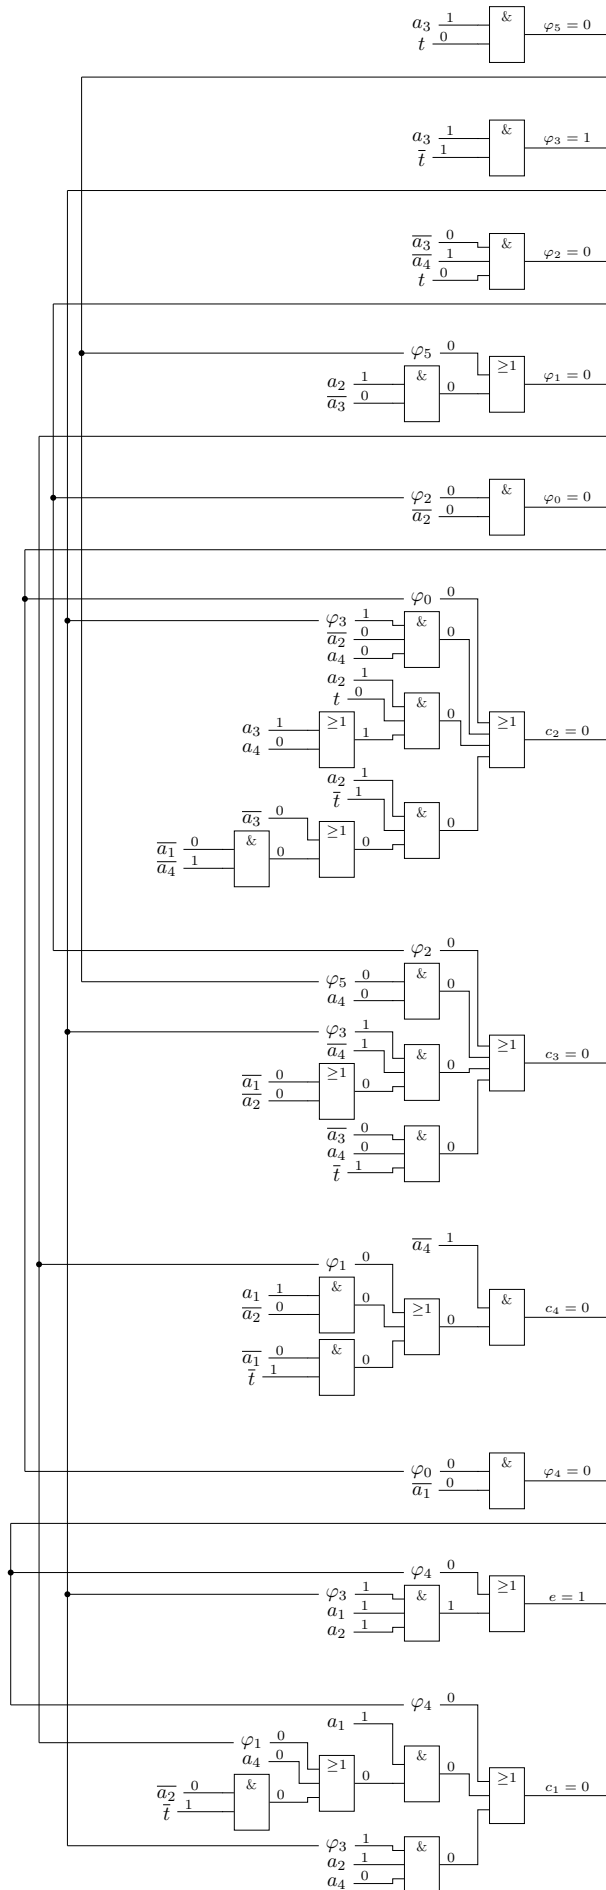 a₃ 1 & φ₅ = 0
t 0
a₃ 1 & φ₃ = 1
t̄ 1
a̅₃ 0 & φ₂ = 0
a̅₄ 1
t 0
φ₅ 0 ≥1 φ₁ = 0
a₂ 1 & 0
a̅₃ 0
φ₂ 0 & φ₀ = 0
a̅₂ 0
φ₀ 0
φ₃ 1 & 0
a̅₂ 0
a₄ 0
a₂ 1 & 0
t 0
a₃ 1 ≥1 1 ≥1 c₂ = 0
a₄ 0
a₂ 1 & 0
t̄ 1
a̅₃ 0 ≥1 0
a̅₁ 0 & 0
a̅₄ 1
φ₂ 0
φ₅ 0 & 0
a₄ 0
φ₃ 1 & 0 ≥1 c₃ = 0
a̅₄ 1
a̅₁ 0 ≥1 0
a̅₂ 0
a̅₃ 0 & 0
a₄ 0
t̄ 1
a̅₄ 1
φ₁ 0
a₁ 1 & 0 ≥1 0 & c₄ = 0
a̅₂ 0
a̅₁ 0 & 0
t̄ 1
φ₀ 0 & φ₄ = 0
a̅₁ 0
φ₄ 0 ≥1 e = 1
φ₃ 1 & 1
a₁ 1
a₂ 1
φ₄ 0
a₁ 1 & 0 ≥1 c₁ = 0
φ₁ 0 ≥1 0
a₄ 0
a̅₂ 0 & 0
t̄ 1
φ₃ 1 & 0
a₂ 1
a₄ 0